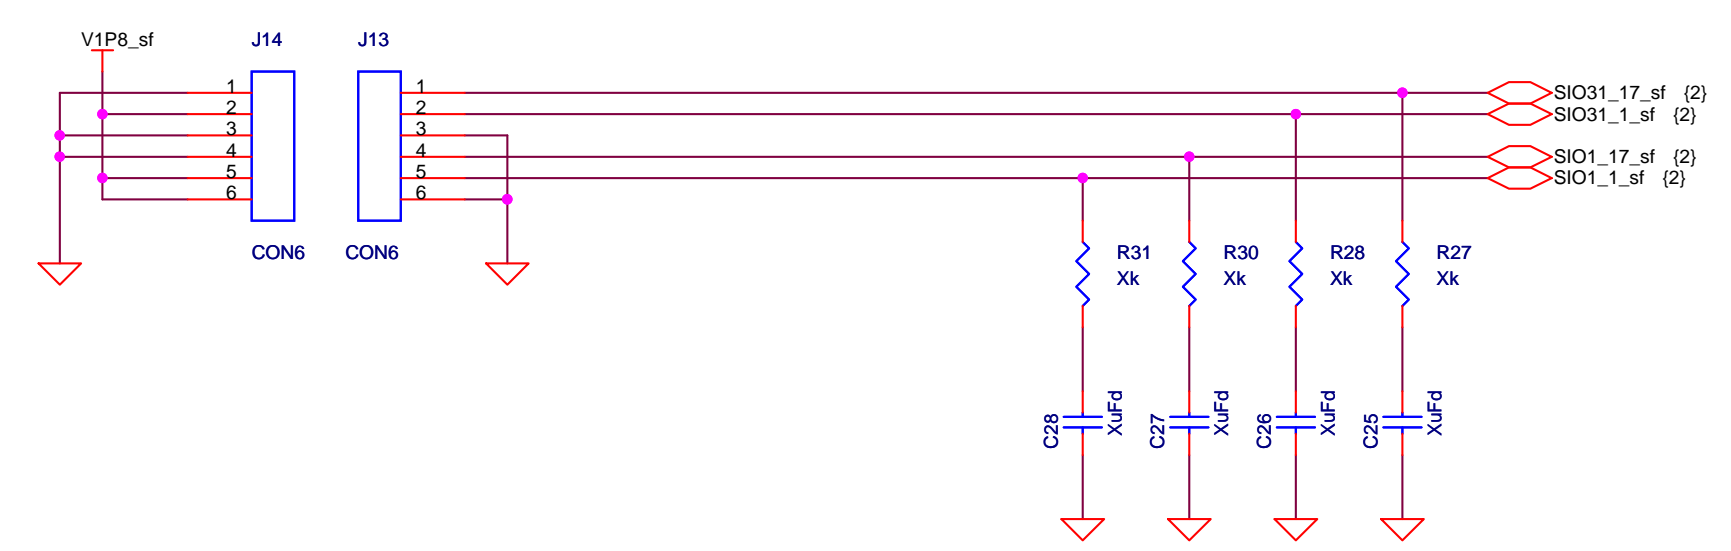 V1P8_sf
J14
J13
1
2
3
4
5
6
1
2
3
4
5
6
CON6
CON6
SIO31_17_sf {2}
SIO31_1_sf {2}
SIO1_17_sf {2}
SIO1_1_sf {2}
R31
Xk
R30
Xk
R28
Xk
R27
Xk
C28
XuFd
C27
XuFd
C26
XuFd
C25
XuFd